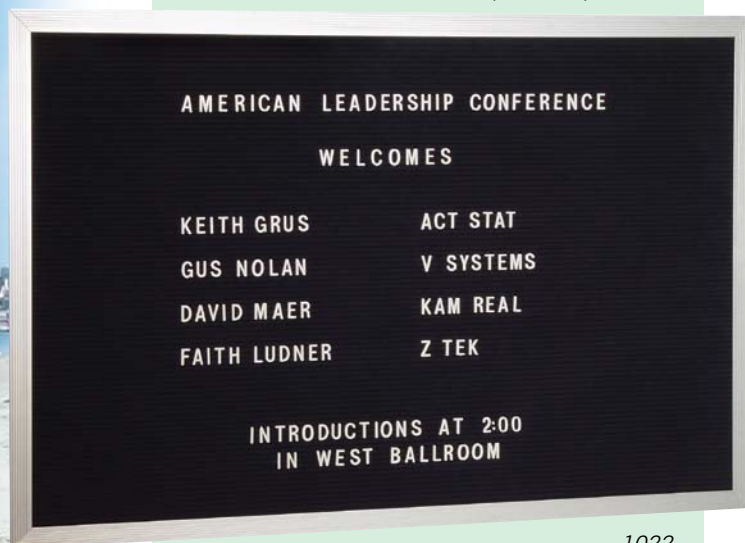 AMERICAN LEADERSHIP CONFERENCE
WELCOMES
KEITH GRUS ACT STAT
GUS NOLAN V SYSTEMS
DAVID MAER KAM REAL
FAITH LUDNER Z TEK
INTRODUCTIONS AT 2:00
IN WEST BALLROOM